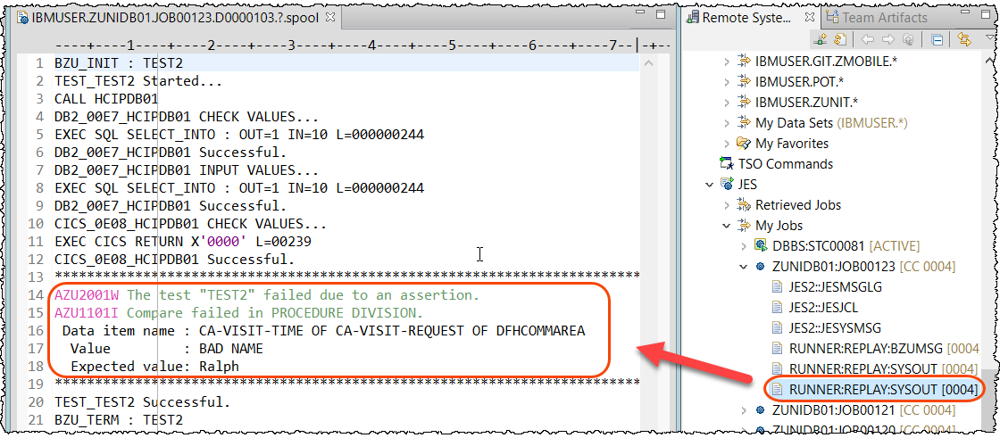 IBMUSER.ZUNIDB01.JOB00123.D0000103.?.spool
----+----1----+----2----+----3----+----4----+----5----+----6----+----7--|-+--
1 BZU_INIT : TEST2
2 TEST_TEST2 Started...
3 CALL HCIPDB01
4 DB2_00E7_HCIPDB01 CHECK VALUES...
5 EXEC SQL SELECT_INTO : OUT=1 IN=10 L=000000244
6 DB2_00E7_HCIPDB01 Successful.
7 DB2_00E7_HCIPDB01 INPUT VALUES...
8 EXEC SQL SELECT_INTO : OUT=1 IN=10 L=000000244
9 DB2_00E7_HCIPDB01 Successful.
10 CICS_0E08_HCIPDB01 CHECK VALUES...
11 EXEC CICS RETURN X'0000' L=00239
12 CICS_0E08_HCIPDB01 Successful.
13 *************************************************************************
14 AZU2001W The test "TEST2" failed due to an assertion.
15 AZU1101I Compare failed in PROCEDURE DIVISION.
16 Data item name : CA-VISIT-TIME OF CA-VISIT-REQUEST OF DFHCOMMAREA
17 Value : BAD NAME
18 Expected value: Ralph
19 *************************************************************************
20 TEST_TEST2 Successful.
21 BZU_TERM : TEST2
Remote Syste...
Team Artifacts
IBMUSER.GIT.ZMOBILE.*
IBMUSER.POT.*
IBMUSER.ZUNIT.*
My Data Sets (IBMUSER.*)
My Favorites
TSO Commands
JES
Retrieved Jobs
My Jobs
DBBS:STC00081 [ACTIVE]
ZUNIDB01:JOB00123 [CC 0004]
JES2::JESMSGLG
JES2::JESJCL
JES2::JESYSMSG
RUNNER:REPLAY:BZUMSG [0004
RUNNER:REPLAY:SYSOUT [0004]
RUNNER:REPLAY:SYSOUT [0004]
ZUNIDB01:JOB00121 [CC 0004]
ZUNIDB01:JOB00120 [CC 0004]